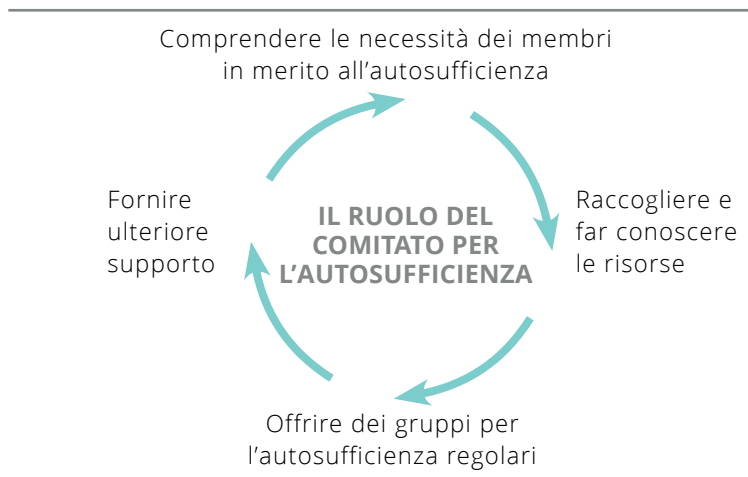 Comprendere le necessità dei membri
in merito all’autosufficienza
Raccogliere e
far conoscere
le risorse
Offrire dei gruppi per
l’autosufficienza regolari
Fornire
ulteriore
supporto
IL RUOLO DEL
COMITATO PER
L’AUTOSUFFICIENZA